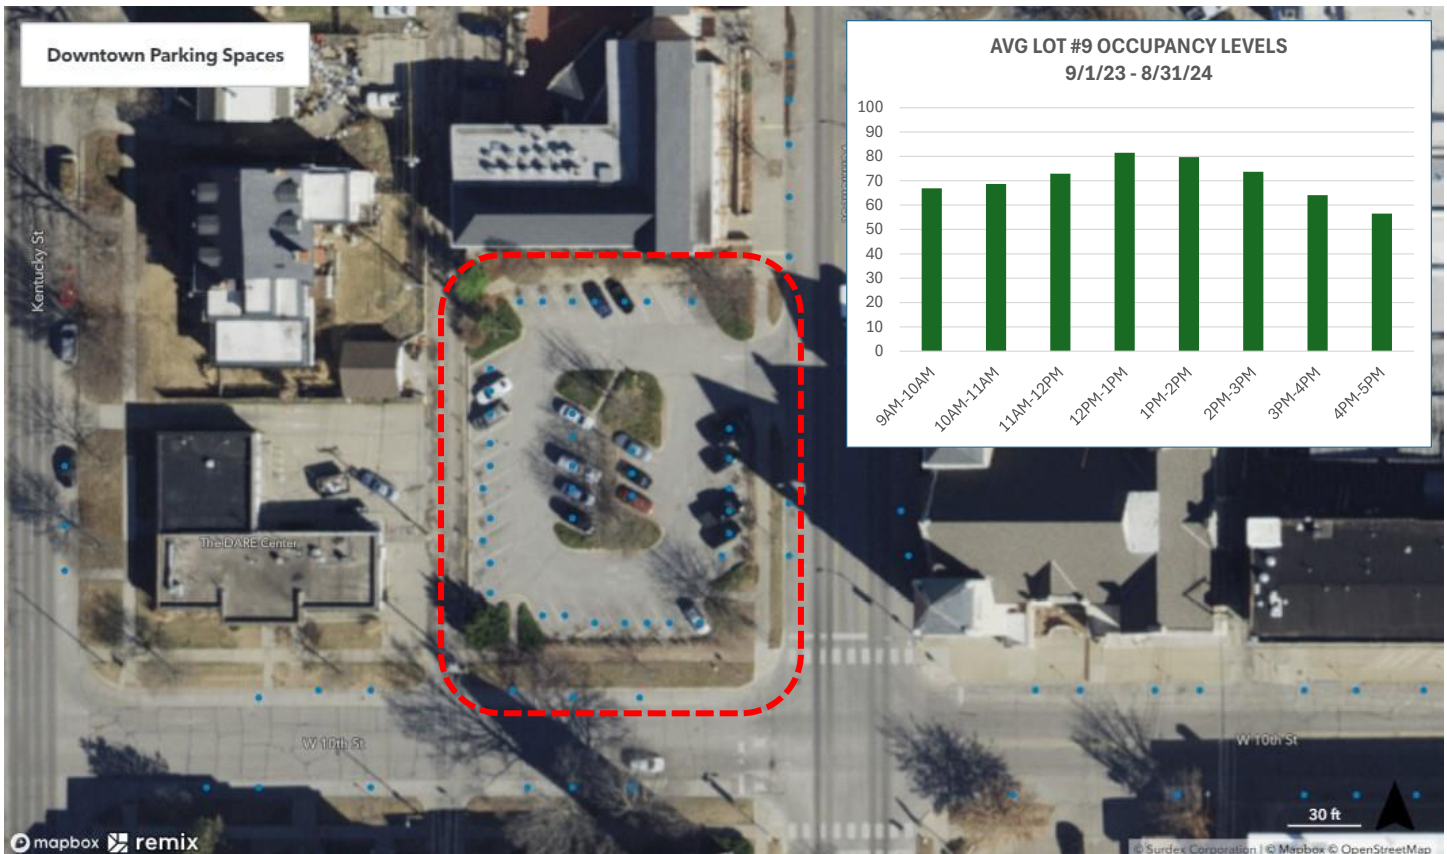 Downtown Parking Spaces
AVG LOT #9 OCCUPANCY LEVELS
9/1/23 - 8/31/24
100
90
80
70
60
50
40
30
20
10
0
9AM-10AM
10AM-11AM
11AM-12PM
12PM-1PM
1PM-2PM
2PM-3PM
3PM-4PM
4PM-5PM
Kentucky St
The DARE Center
W 10th St
W 10th St
30 ft
mapbox remix
© Surdex Corporation | © Mapbox © OpenStreetMap